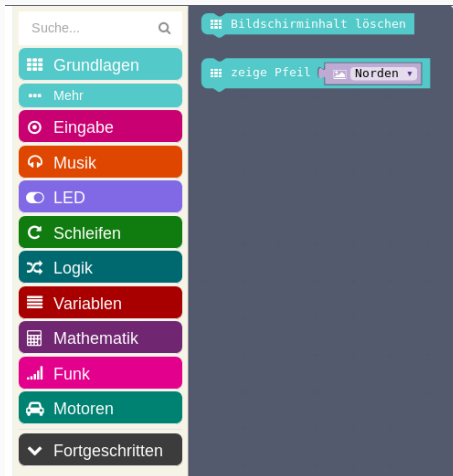 Suche...
Grundlagen
Mehr
Eingabe
Musik
LED
Schleifen
Logik
Variablen
Mathematik
Funk
Motoren
Fortgeschritten
Bildschirminhalt löschen
zeige Pfeil Norden